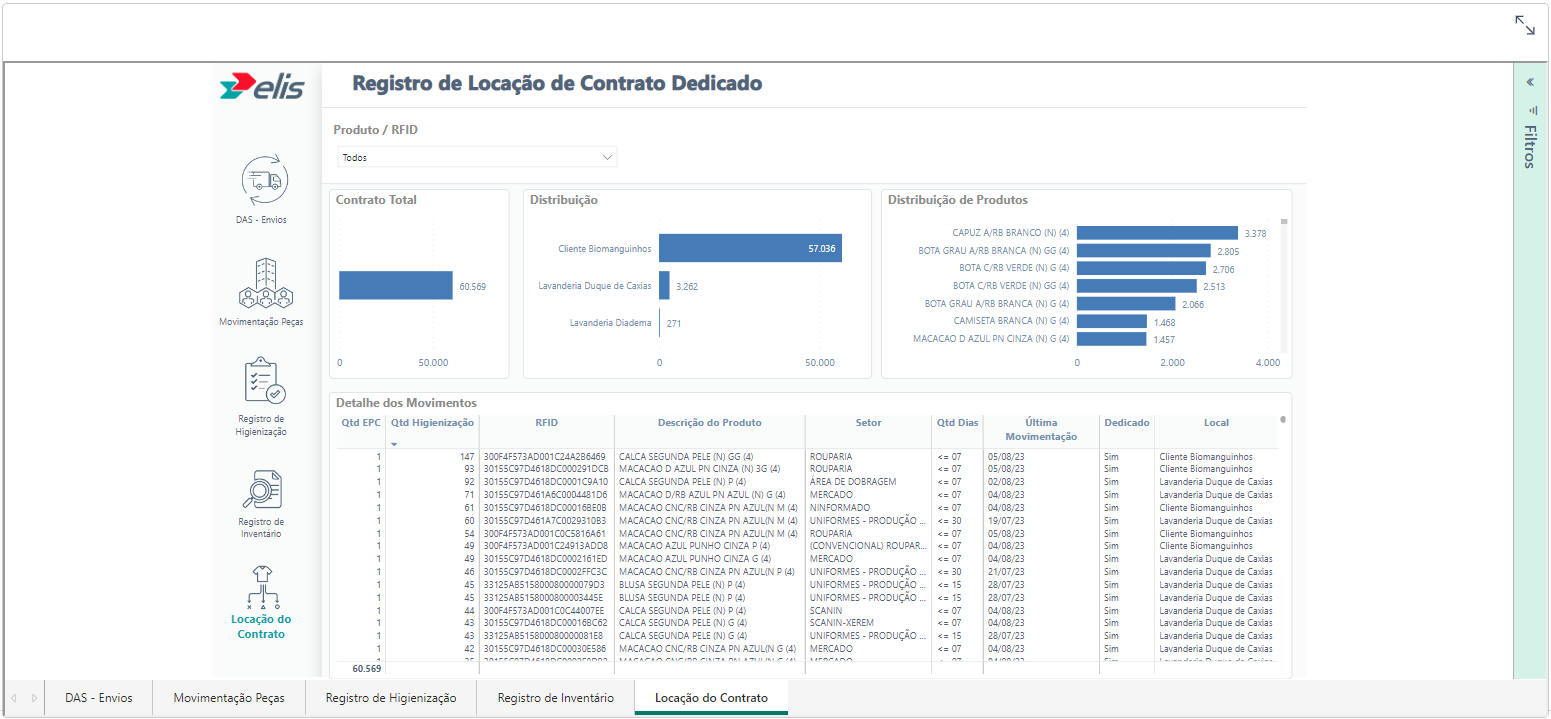 elis
Registro de Locação de Contrato Dedicado
Produto / RFID
Todos
Filtros
DAS - Envios
Movimentação Peças
Registro de
Higienização
Registro de
Inventário
Locação do
Contrato
Contrato Total
60.569
0 50.000
Distribuição
Cliente Biomanguinhos 57.036
Lavanderia Duque de Caxias 3.262
Lavanderia Diadema 271
0 50.000
Distribuição de Produtos
CAPUZ A/RB BRANCO (N) (4) 3.378
BOTA GRAU A/RB BRANCA (N) GG (4) 2.805
BOTA C/RB VERDE (N) G (4) 2.706
BOTA C/RB VERDE (N) GG (4) 2.513
BOTA GRAU A/RB BRANCA (N) G (4) 2.066
CAMISETA BRANCA (N) G (4) 1.468
MACACAO D AZUL PN CINZA (N) G (4) 1.457
0 2.000 4.000
Detalhe dos Movimentos
Qtd EPC Qtd Higienização RFID Descrição do Produto Setor Qtd Dias Última Movimentação Dedicado Local
1 147 300F4F573AD001C24A2B6469 CALCA SEGUNDA PELE (N) GG (4) ROUPARIA <= 07 05/08/23 Sim Cliente Biomanguinhos
1 93 30155C97D4618DC000291DCB MACACAO D AZUL PN CINZA (N) 3G (4) ROUPARIA <= 07 05/08/23 Sim Cliente Biomanguinhos
1 92 30155C97D4618DC0001C9A10 CALCA SEGUNDA PELE (N) P (4) ÁREA DE DOBRAGEM <= 07 02/08/23 Sim Lavanderia Duque de Caxias
1 71 30155C97D461A6C0004481D6 MACACAO D/RB AZUL PN AZUL (N) G (4) MERCADO <= 07 04/08/23 Sim Lavanderia Duque de Caxias
1 61 30155C97D4618DC00016BE0B MACACAO CNC/RB CINZA PN AZUL(N M (4) NINFORMADO <= 07 04/08/23 Sim Cliente Biomanguinhos
1 60 30155C97D461A7C0029310B3 MACACAO CNC/RB CINZA PN AZUL(N M (4) UNIFORMES - PRODUÇÃO ... <= 30 19/07/23 Sim Lavanderia Duque de Caxias
1 54 300F4F573AD001C0C5816A61 MACACAO CNC/RB CINZA PN AZUL(N M (4) ROUPARIA <= 07 05/08/23 Sim Cliente Biomanguinhos
1 49 300F4F573AD001C24913ADD8 MACACAO AZUL PUNHO CINZA P (4) (CONVENCIONAL) ROUPAR... <= 07 04/08/23 Sim Cliente Biomanguinhos
1 49 30155C97D4618DC0002161ED MACACAO AZUL PUNHO CINZA G (4) MERCADO <= 07 04/08/23 Sim Lavanderia Duque de Caxias
1 46 30155C97D4618DC0002FFC3C MACACAO CNC/RB CINZA PN AZUL(N P (4) UNIFORMES - PRODUÇÃO ... <= 30 21/07/23 Sim Lavanderia Duque de Caxias
1 45 33125AB515800080000079D3 BLUSA SEGUNDA PELE (N) P (4) UNIFORMES - PRODUÇÃO ... <= 15 28/07/23 Sim Lavanderia Duque de Caxias
1 45 33125AB515800080003445E BLUSA SEGUNDA PELE (N) P (4) UNIFORMES - PRODUÇÃO ... <= 15 28/07/23 Sim Lavanderia Duque de Caxias
1 44 300F4F573AD001C0C44007EE CALCA SEGUNDA PELE (N) P (4) SCANIN <= 07 04/08/23 Sim Lavanderia Duque de Caxias
1 43 30155C97D4618DC00016BC62 CALCA SEGUNDA PELE (N) G (4) SCANIN-XEREM <= 07 04/08/23 Sim Lavanderia Duque de Caxias
1 43 33125AB515800080000081E8 CALCA SEGUNDA PELE (N) G (4) UNIFORMES - PRODUÇÃO ... <= 15 28/07/23 Sim Lavanderia Duque de Caxias
1 42 30155C97D4618DC00030E586 MACACAO CNC/RB CINZA PN AZUL(N G (4) MERCADO <= 07 04/08/23 Sim Lavanderia Duque de Caxias
60.569
DAS - Envios Movimentação Peças Registro de Higienização Registro de Inventário Locação do Contrato